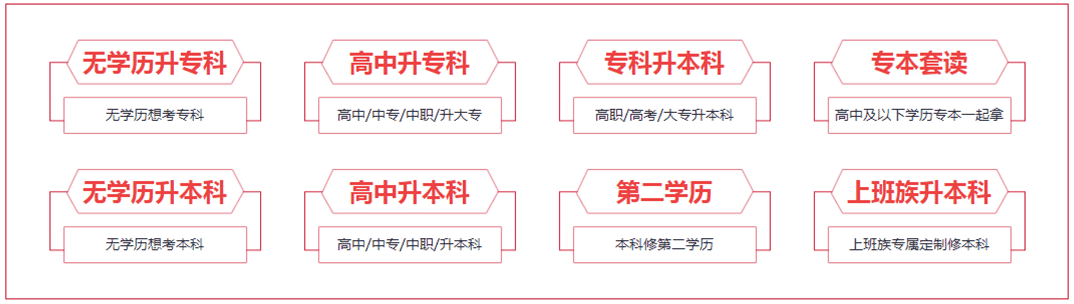 无学历升专科
高中升专科
专科升本科
专本套读
无学历想考专科
高中/中专/中职/升大专
高职/高考/大专升本科
高中及以下学历专本一起拿
无学历升本科
高中升本科
第二学历
上班族升本科
无学历想考本科
高中/中专/中职/升本科
本科修第二学历
上班族专属定制修本科